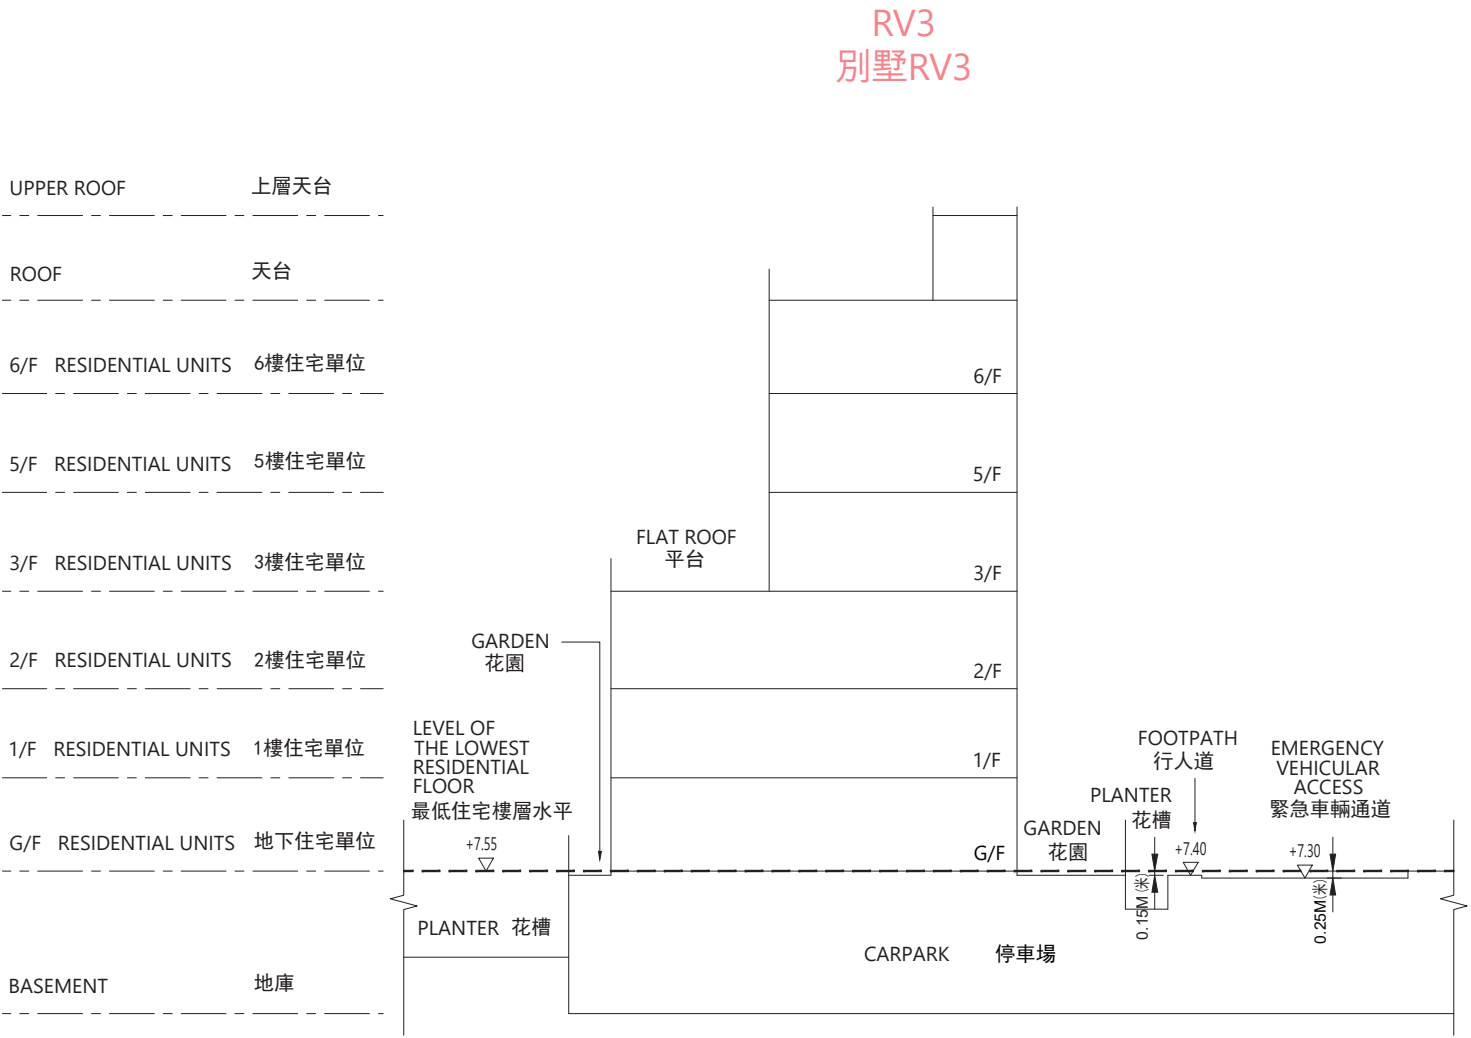 RV3
別墅RV3
UPPER ROOF 上層天台
ROOF 天台
6/F RESIDENTIAL UNITS 6樓住宅單位
6/F
5/F RESIDENTIAL UNITS 5樓住宅單位
5/F
FLAT ROOF
平台
3/F RESIDENTIAL UNITS 3樓住宅單位
3/F
GARDEN
花園
2/F RESIDENTIAL UNITS 2樓住宅單位
2/F
1/F RESIDENTIAL UNITS 1樓住宅單位
LEVEL OF
THE LOWEST
RESIDENTIAL
FLOOR
最低住宅樓層水平
1/F
FOOTPATH
行人道
EMERGENCY
VEHICULAR
ACCESS
緊急車輛通道
PLANTER
花槽
GARDEN
花園
G/F RESIDENTIAL UNITS 地下住宅單位
+7.55
G/F
+7.40
+7.30
0.15M(米)
0.25M(米)
PLANTER 花槽
CARPARK 停車場
BASEMENT 地庫